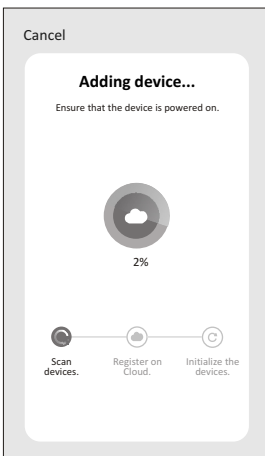 Cancel
Adding device...
Ensure that the device is powered on.
2%
Scan
devices.
Register on
Cloud.
Initialize the
devices.